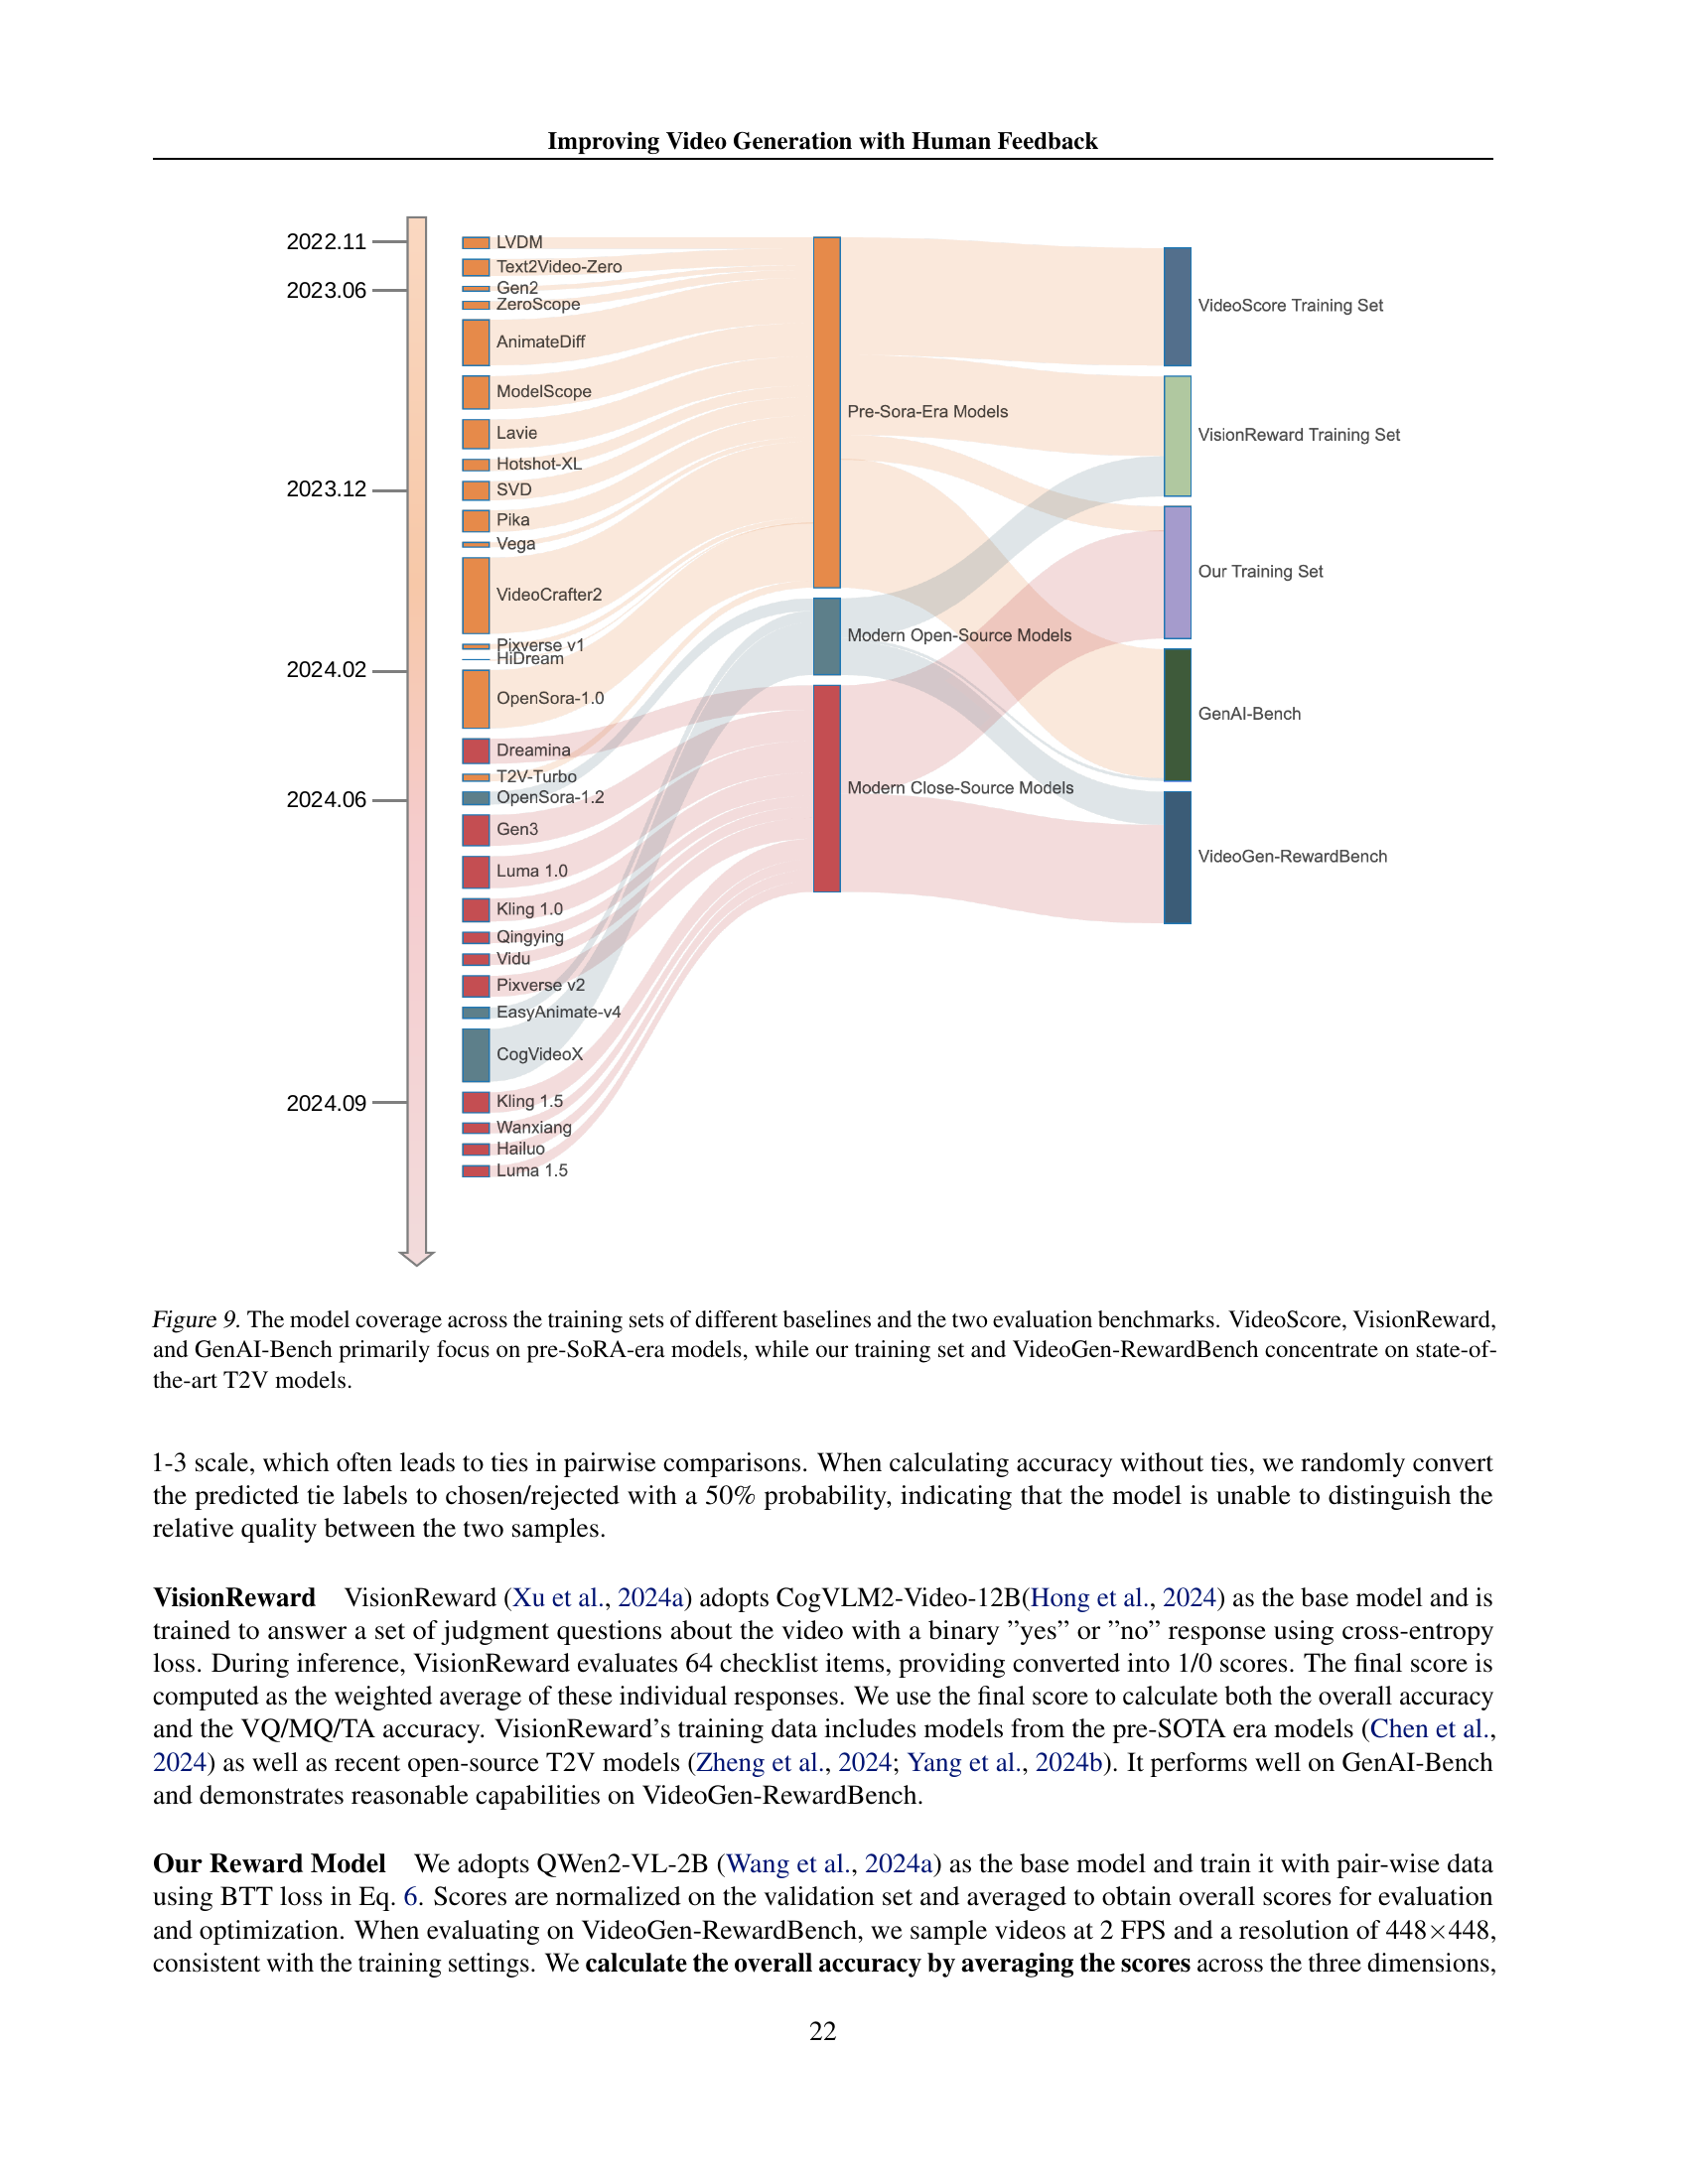 Improving Video Generation with Human Feedback
2022.11
2023.06
2023.12
2024.02
2024.06
2024.09
LVDM
Text2Video-Zero
Gen2
ZeroScope
AnimateDiff
ModelScope
Lavie
Hotshot-XL
SVD
Pika
Vega
VideoCrafter2
Pixverse v1
HiDream
OpenSora-1.0
Dreamina
T2V-Turbo
OpenSora-1.2
Gen3
Luma 1.0
Kling 1.0
Qingying
Vidu
Pixverse v2
EasyAnimate-v4
CogVideoX
Kling 1.5
Wanxiang
Hailuo
Luma 1.5
Pre-Sora-Era Models
Modern Open-Source Models
Modern Close-Source Models
VideoScore Training Set
VisionReward Training Set
Our Training Set
GenAI-Bench
VideoGen-RewardBench
Figure 9. The model coverage across the training sets of different baselines and the two evaluation benchmarks. VideoScore, VisionReward,
and GenAI-Bench primarily focus on pre-SoRA-era models, while our training set and VideoGen-RewardBench concentrate on state-of-
the-art T2V models.
1-3 scale, which often leads to ties in pairwise comparisons. When calculating accuracy without ties, we randomly convert
the predicted tie labels to chosen/rejected with a 50% probability, indicating that the model is unable to distinguish the
relative quality between the two samples.
VisionReward VisionReward (Xu et al., 2024a) adopts CogVLM2-Video-12B(Hong et al., 2024) as the base model and is
trained to answer a set of judgment questions about the video with a binary ”yes” or ”no” response using cross-entropy
loss. During inference, VisionReward evaluates 64 checklist items, providing converted into 1/0 scores. The final score is
computed as the weighted average of these individual responses. We use the final score to calculate both the overall accuracy
and the VQ/MQ/TA accuracy. VisionReward’s training data includes models from the pre-SOTA era models (Chen et al.,
2024) as well as recent open-source T2V models (Zheng et al., 2024; Yang et al., 2024b). It performs well on GenAI-Bench
and demonstrates reasonable capabilities on VideoGen-RewardBench.
Our Reward Model We adopts QWen2-VL-2B (Wang et al., 2024a) as the base model and train it with pair-wise data
using BTT loss in Eq. 6. Scores are normalized on the validation set and averaged to obtain overall scores for evaluation
and optimization. When evaluating on VideoGen-RewardBench, we sample videos at 2 FPS and a resolution of 448×448,
consistent with the training settings. We calculate the overall accuracy by averaging the scores across the three dimensions,
22